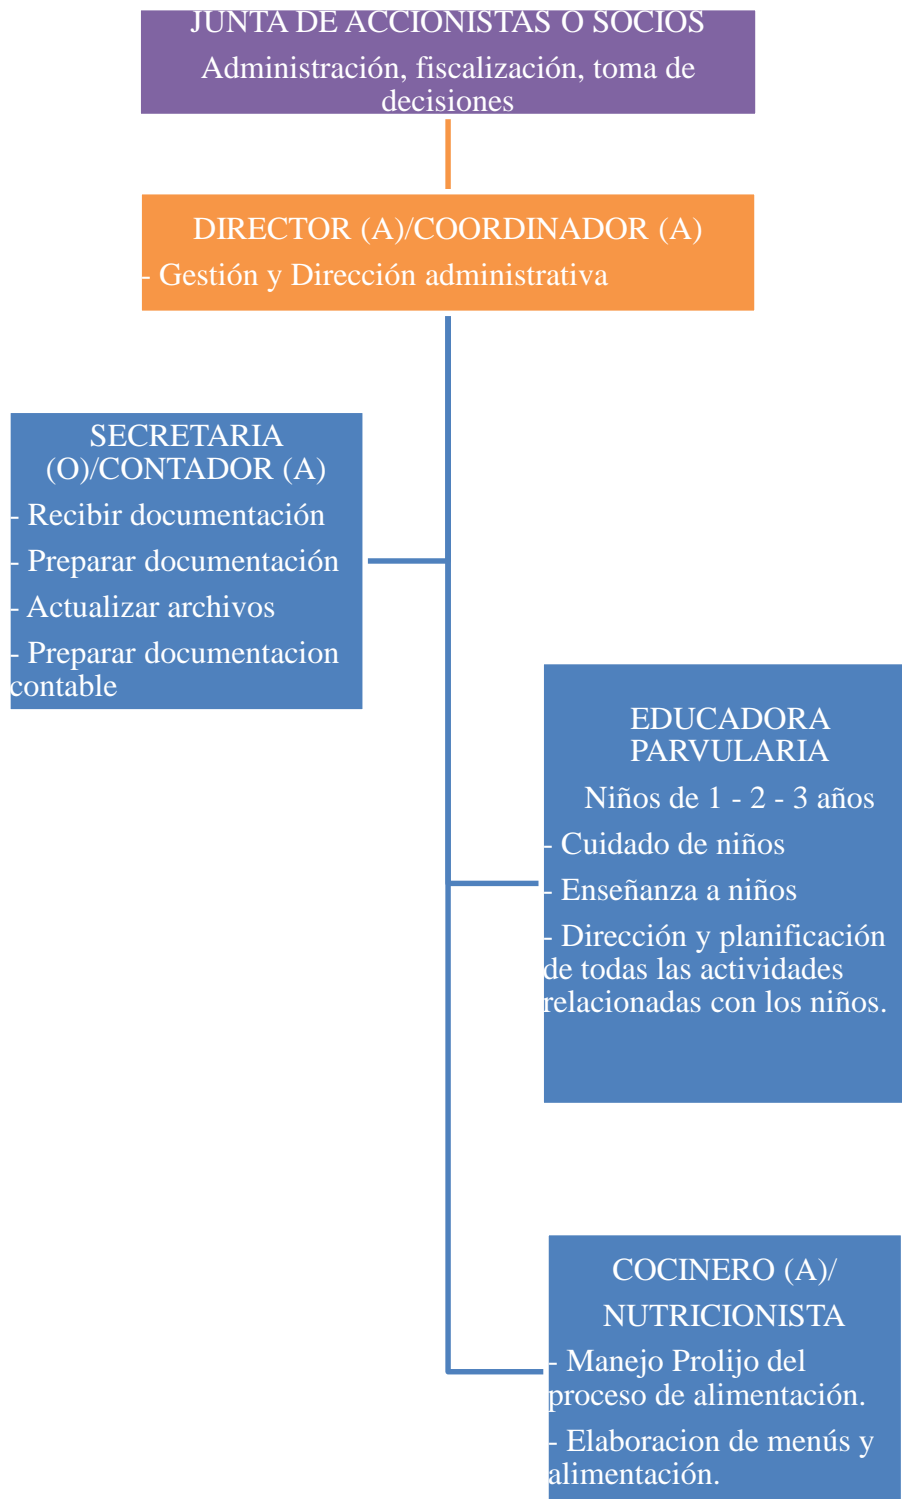 JUNTA DE ACCIONISTAS O SOCIOS
Administración, fiscalización, toma de
decisiones
DIRECTOR (A)/COORDINADOR (A)
- Gestión y Dirección administrativa
SECRETARIA
(O)/CONTADOR (A)
- Recibir documentación
- Preparar documentación
- Actualizar archivos
- Preparar documentacion
contable
EDUCADORA
PARVULARIA
Niños de 1 - 2 - 3 años
- Cuidado de niños
- Enseñanza a niños
- Dirección y planificación
de todas las actividades
relacionadas con los niños.
COCINERO (A)/
NUTRICIONISTA
- Manejo Prolijo del
proceso de alimentación.
- Elaboracion de menús y
alimentación.